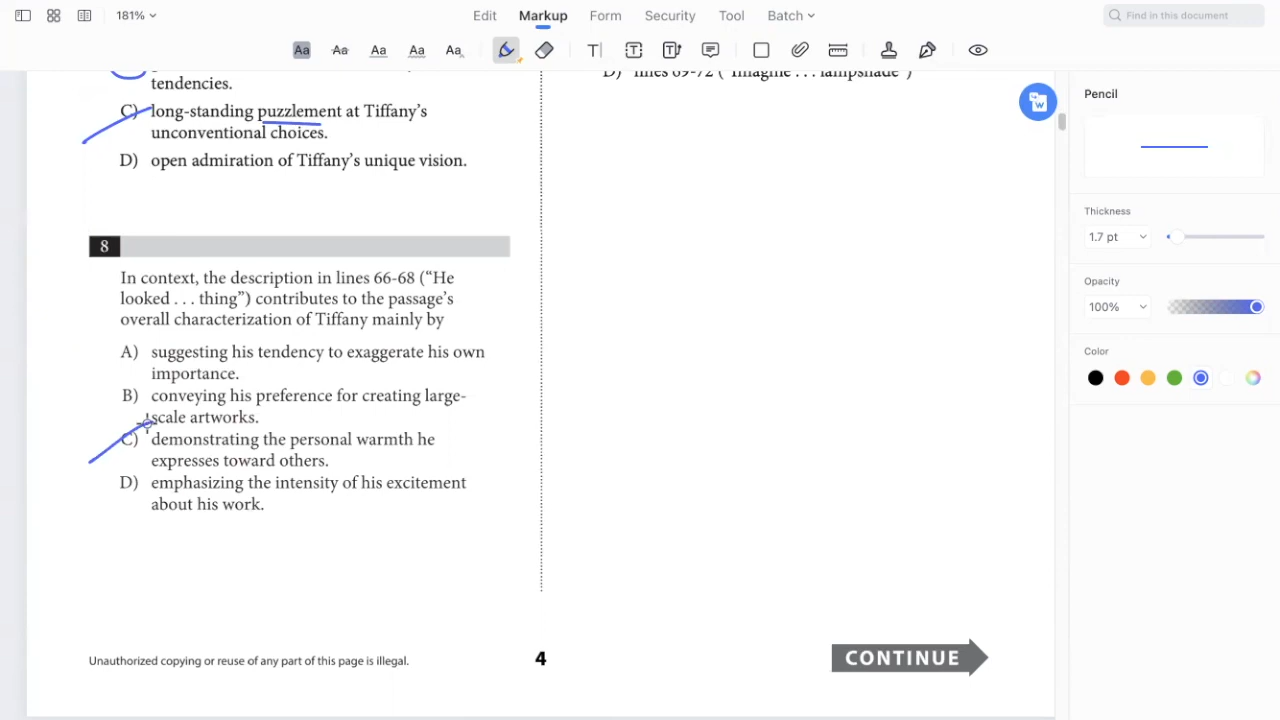 181%
Edit
Markup
Form
Security
Tool
Batch
Find in this document
Aa
Aa
Aa
Aa
Aa
T
T
T
tendencies.
C) long-standing puzzlement at Tiffany's
unconventional choices.
D) open admiration of Tiffany's unique vision.
8
In context, the description in lines 66-68 ("He
looked . . . thing") contributes to the passage's
overall characterization of Tiffany mainly by
A) suggesting his tendency to exaggerate his own
importance.
B) conveying his preference for creating large-
scale artworks.
C) demonstrating the personal warmth he
expresses toward others.
D) emphasizing the intensity of his excitement
about his work.
D) lines 69-72 ("Imagine . . . lampshade")
Unauthorized copying or reuse of any part of this page is illegal.
4
CONTINUE
W
Pencil
Thickness
1.7 pt
Opacity
100%
Color